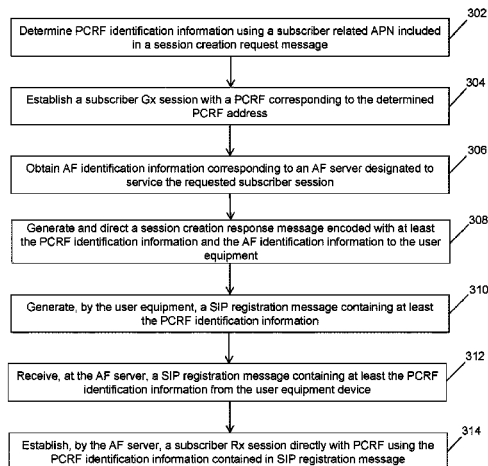 302
Determine PCRF identification information using a subscriber related APN included
in a session creation request message
304
Establish a subscriber Gx session with a PCRF corresponding to the determined
PCRF address
306
Obtain AF identification information corresponding to an AF server designated to
service the requested subscriber session
308
Generate and direct a session creation response message encoded with at least
the PCRF identification information and the AF identification information to the user
equipment
310
Generate, by the user equipment, a SIP registration message containing at least
the PCRF identification information
312
Receive, at the AF server, a SIP registration message containing at least the PCRF
identification information from the user equipment device
314
Establish, by the AF server, a subscriber Rx session directly with PCRF using the
PCRF identification information contained in SIP registration message